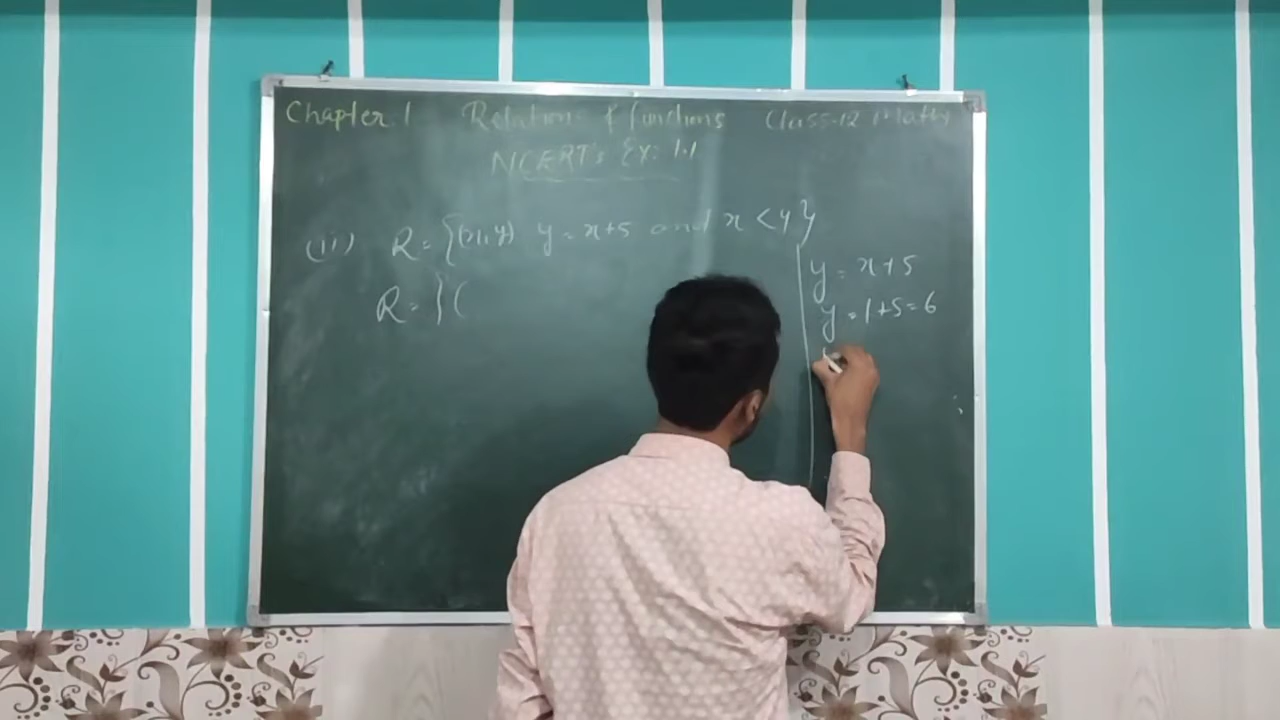 Chapter 1 Relations & functions Class-12 Maths
NCERT's Ex: 1.1
(ii) R = {(x,y) y = x+5 and x < 4}
R = {(
y = x+5
y = 1+5=6